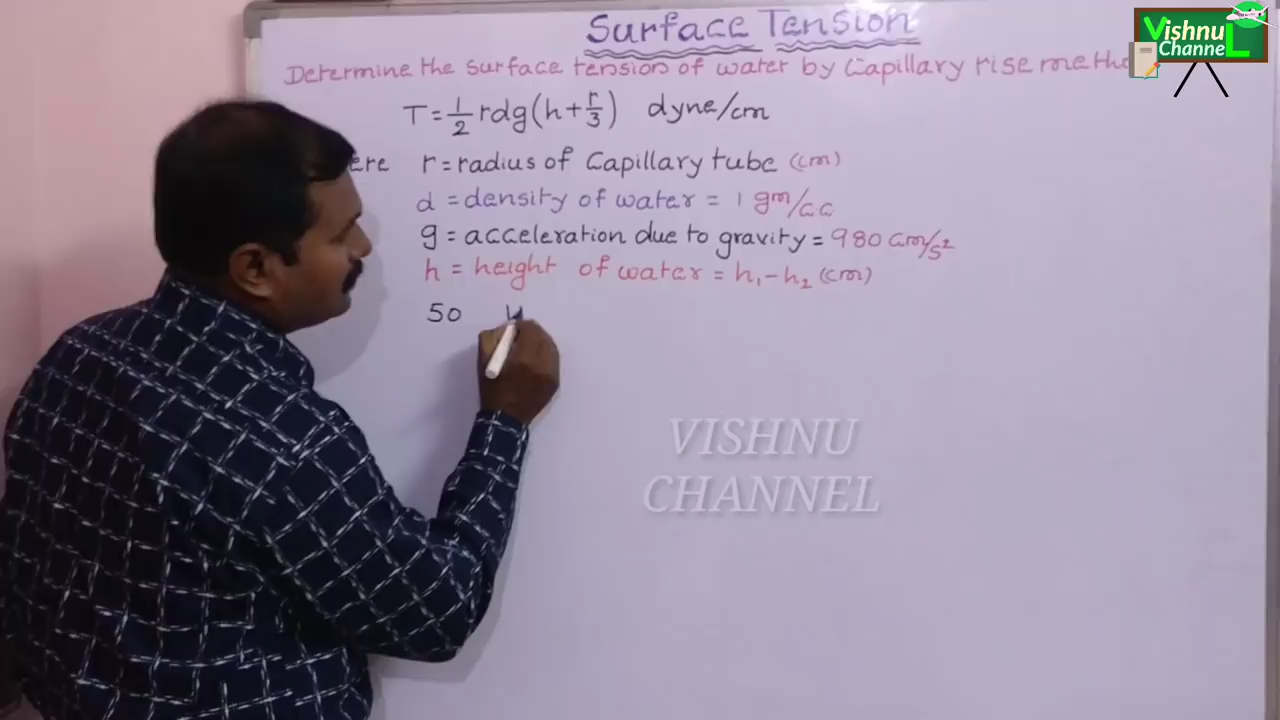 Surface Tension
Determine the surface tension of water by Capillary rise
T = 1/2 rdg(h + r/3) dyne/cm
r = radius of Capillary tube (cm)
d = density of water = 1 gm/cc
g = acceleration due to gravity = 980 cm/s²
h = height of water = h₁ - h₂ (cm)
50
Vishnu
ChanneL
VISHNU
CHANNEL